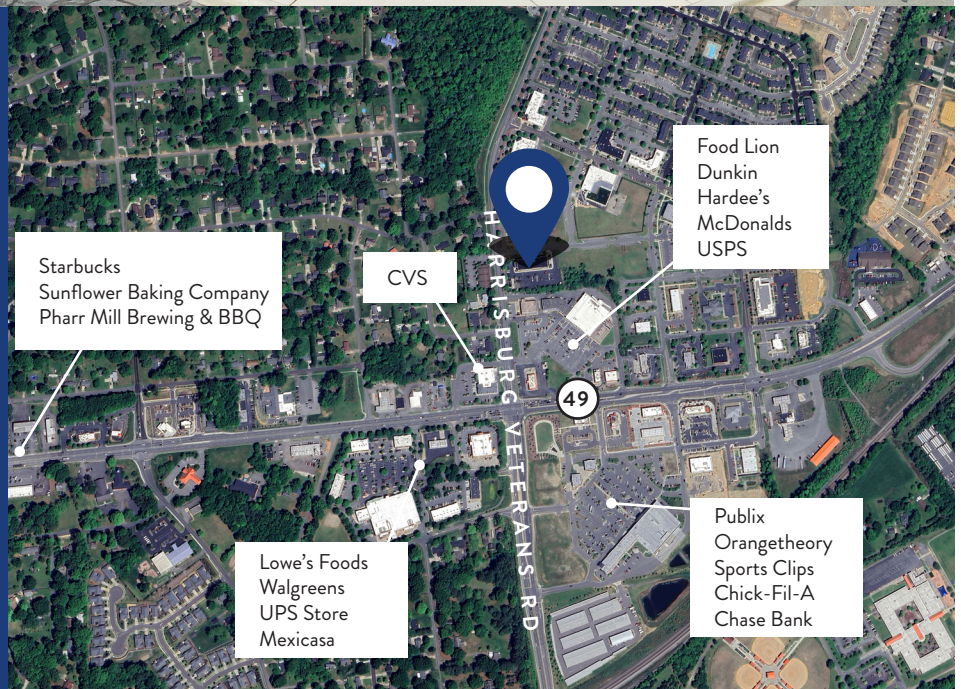 Food Lion
Dunkin
Hardee's
McDonalds
USPS
Starbucks
Sunflower Baking Company
Pharr Mill Brewing & BBQ
CVS
HARRISBURG VETERANS RD
49
Lowe's Foods
Walgreens
UPS Store
Mexicasa
Publix
Orangetheory
Sports Clips
Chick-Fil-A
Chase Bank